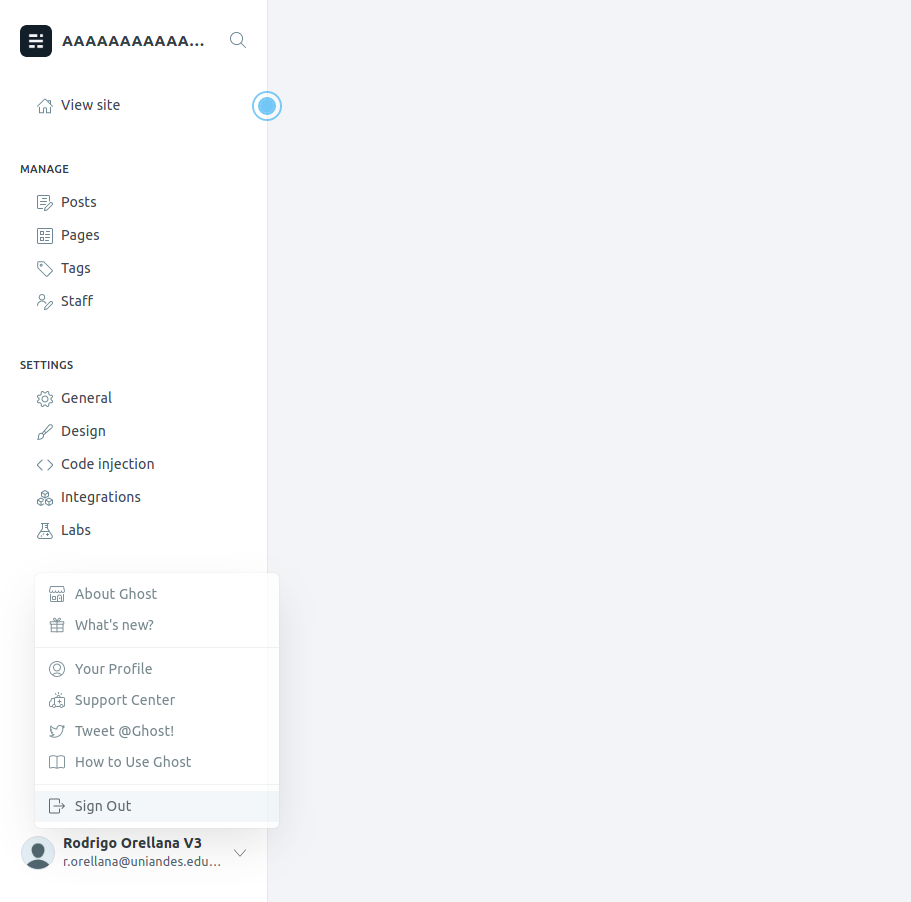 AAAAAAAAAAA...
View site
MANAGE
Posts
Pages
Tags
Staff
SETTINGS
General
Design
Code injection
Integrations
Labs
About Ghost
What's new?
Your Profile
Support Center
Tweet @Ghost!
How to Use Ghost
Sign Out
Rodrigo Orellana V3
r.orellana@uniandes.edu...